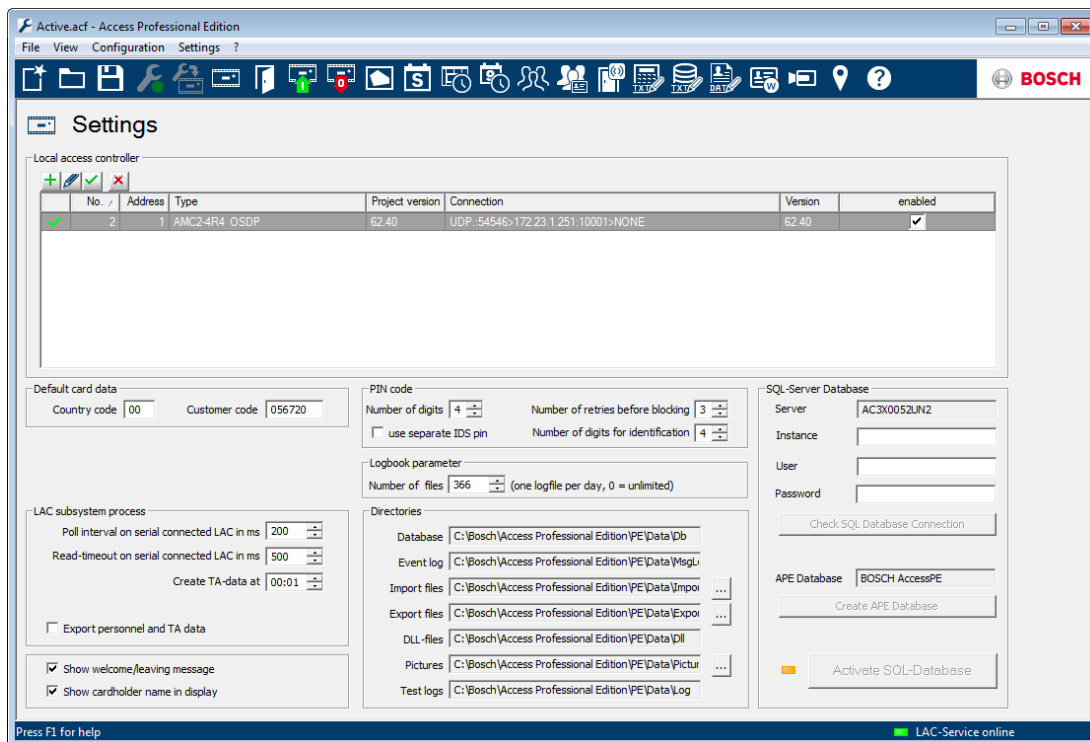 Active.acf - Access Professional Edition
File View Configuration Settings ?
S TXT TXT DAT W ? BOSCH
Settings
Local access controller
No. Address Type Project version Connection Version enabled
2 1 AMC2-4R4 OSDP 62.40 UDP.:54546>172.23.1.251:10001>NONE 62.40
Default card data
Country code 00 Customer code 056720
PIN code
Number of digits 4 Number of retries before blocking 3
use separate IDS pin Number of digits for identification 4
Logbook parameter
Number of files 366 (one logfile per day, 0 = unlimited)
SQL-Server Database
Server AC3X0052UN2
Instance
User
Password
Check SQL Database Connection
APE Database BOSCH AccessPE
Create APE Database
Activate SQL-Database
LAC subsystem process
Poll interval on serial connected LAC in ms 200
Read-timeout on serial connected LAC in ms 500
Create TA-data at 00:01
Export personnel and TA data
Show welcome/leaving message
Show cardholder name in display
Directories
Database C:\Bosch\Access Professional Edition\PE\Data\Db
Event log C:\Bosch\Access Professional Edition\PE\Data\MsgL
Import files C:\Bosch\Access Professional Edition\PE\Data\Impor ...
Export files C:\Bosch\Access Professional Edition\PE\Data\Expor ...
DLL-files C:\Bosch\Access Professional Edition\PE\Data\Dll
Pictures C:\Bosch\Access Professional Edition\PE\Data\Pictur ...
Test logs C:\Bosch\Access Professional Edition\PE\Data\Log
Press F1 for help LAC-Service online